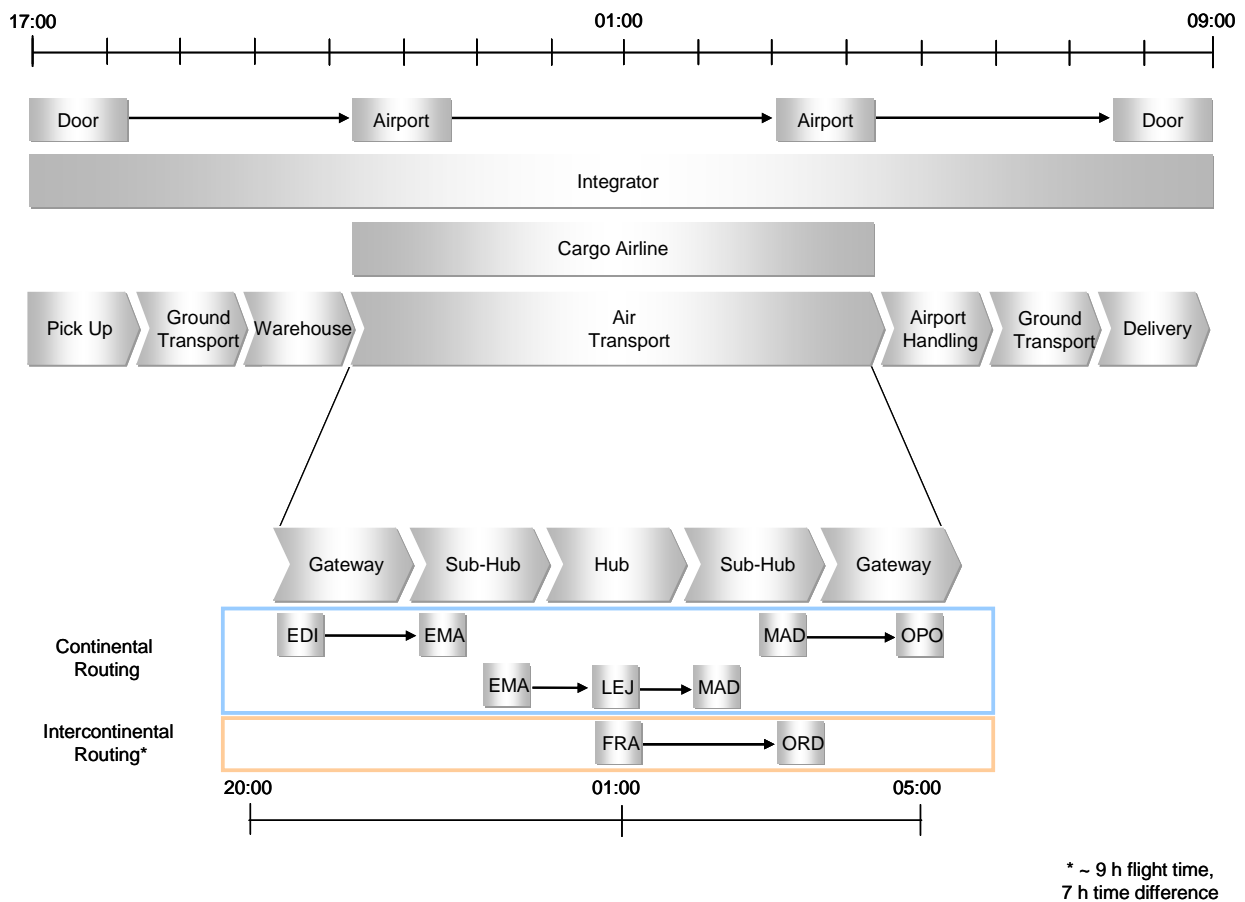 17:00 01:00 09:00
Door Airport Airport Door
Integrator
Cargo Airline
Pick Up
Ground
Transport
Warehouse
Air
Transport
Airport
Handling
Ground
Transport
Delivery
Gateway Sub-Hub Hub Sub-Hub Gateway
Continental
Routing
EDI EMA MAD OPO
EMA LEJ MAD
Intercontinental
Routing*
FRA ORD
20:00 01:00 05:00
* ~ 9 h flight time,
7 h time difference